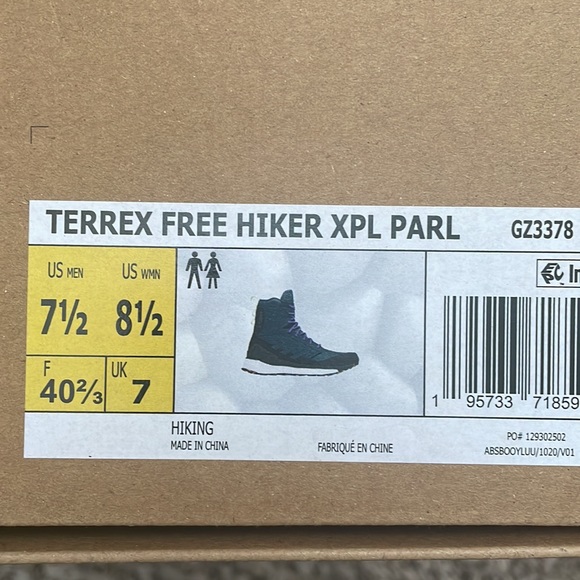 TERREX FREE HIKER XPL PARL GZ3378
US MEN US WMN
7½ 8½
F 40⅔ UK 7
HIKING
MADE IN CHINA FABRIQUÉ EN CHINE
1 95733 71859
PO# 129302502
ABSBOOYLUU/1020/V01